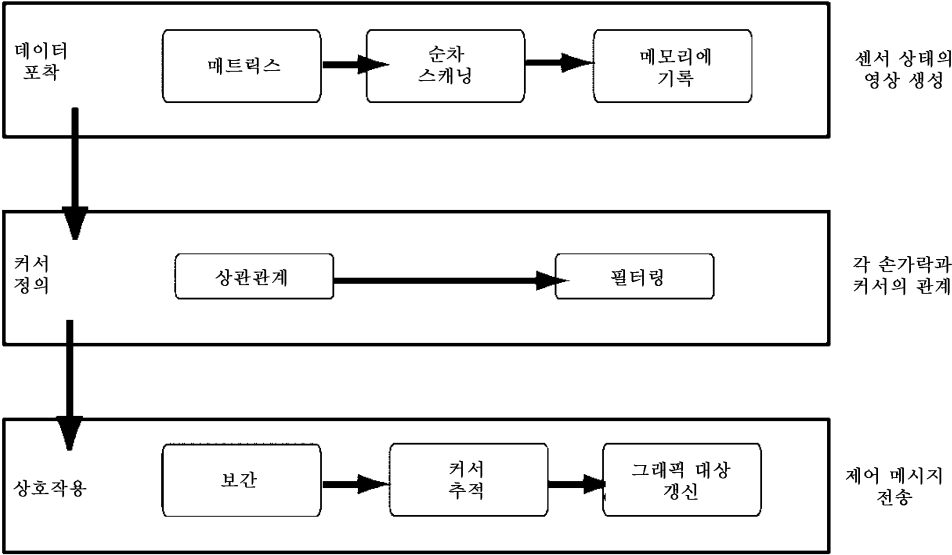 데이터
포착
매트릭스
순차
스캐닝
메모리에
기록
센서 상태의
영상 생성
커서
정의
상관관계
필터링
각 손가락과
커서의 관계
상호작용
보간
커서
추적
그래픽 대상
갱신
제어 메시지
전송